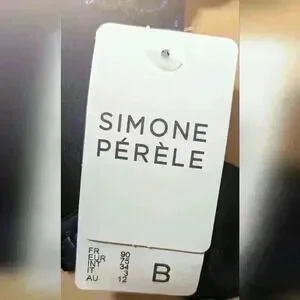 SIMONE
PÉRÈLE
FR 90
EUR 75
INT 34
IT 3
AU 12
B